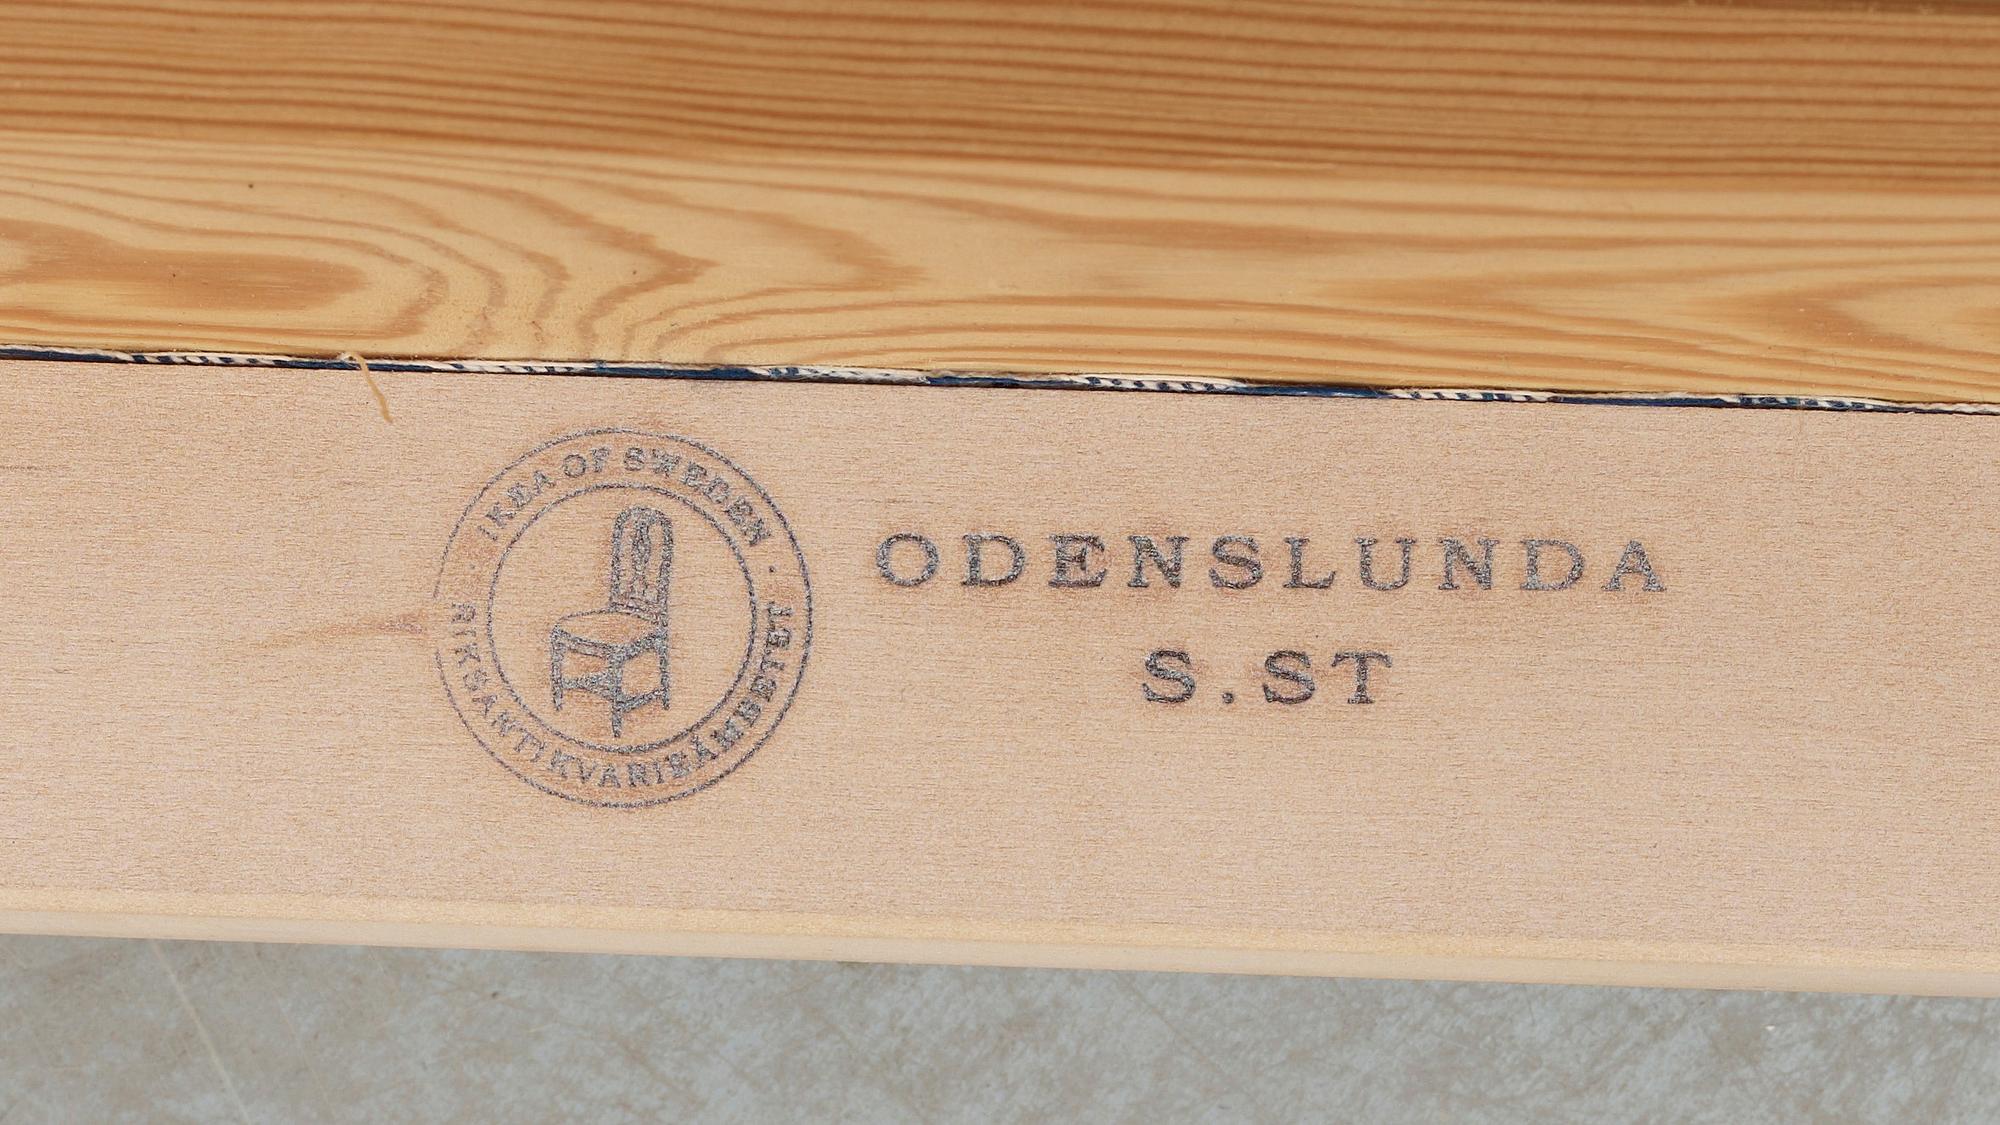 · IKEA OF SWEDEN ·
RIKSANTIKVARIEÄMBETET
ODENSLUNDA
S.ST